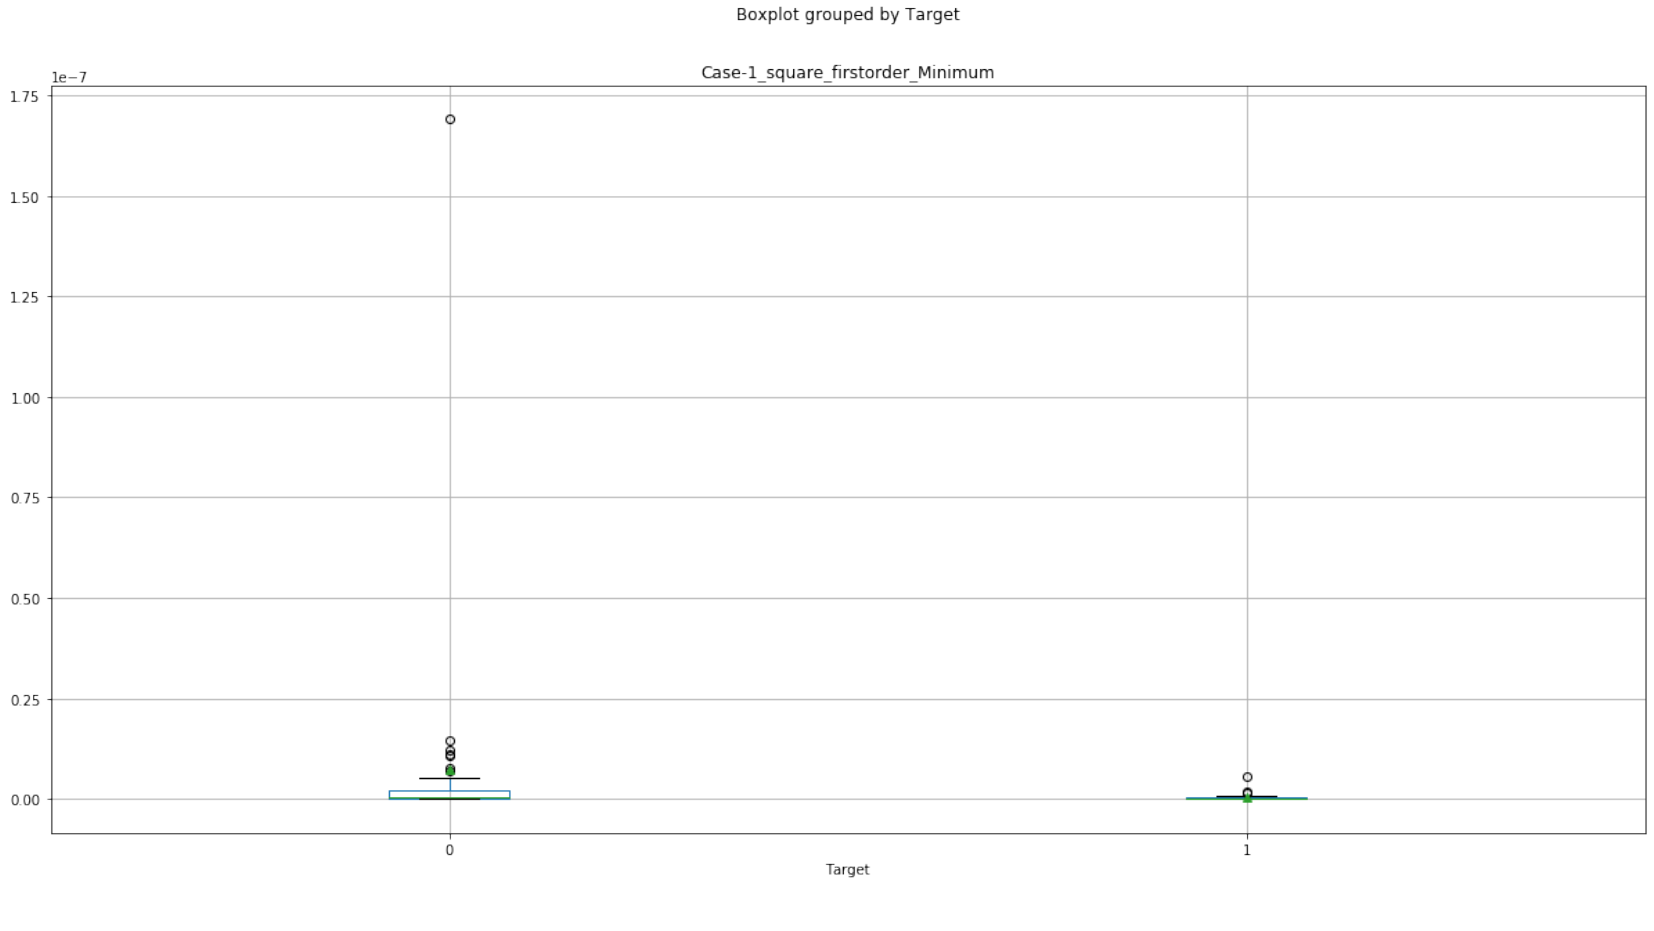 Boxplot grouped by Target
Case-1_square_firstorder_Minimum
1e−7
1.75
1.50
1.25
1.00
0.75
0.50
0.25
0.00
0 1
Target